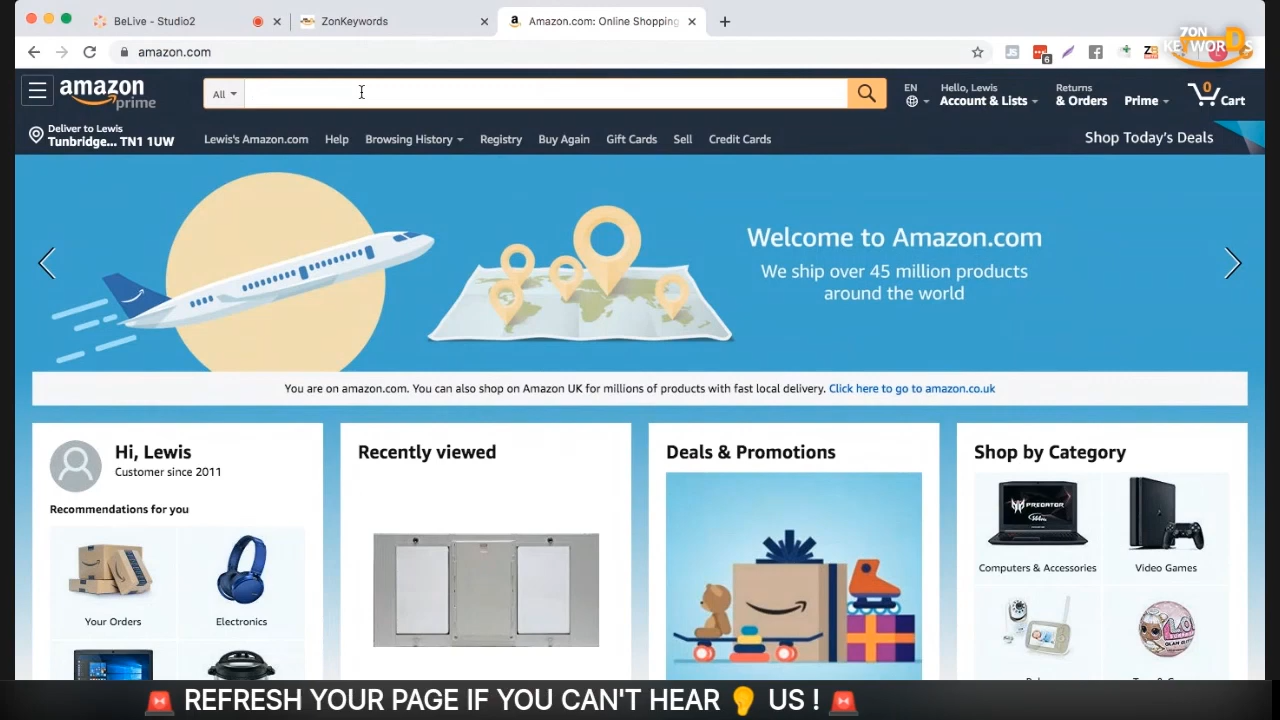 BeLive - Studio2
ZonKeywords
Amazon.com: Online Shopping
amazon.com
ZON
KEYWORDS
6
amazon
prime
All
EN
Hello, Lewis
Account & Lists
Returns
& Orders
Prime
0
Cart
Deliver to Lewis
Tunbridge... TN1 1UW
Lewis's Amazon.com
Help
Browsing History
Registry
Buy Again
Gift Cards
Sell
Credit Cards
Shop Today's Deals
Welcome to Amazon.com
We ship over 45 million products
around the world
You are on amazon.com. You can also shop on Amazon UK for millions of products with fast local delivery. Click here to go to amazon.co.uk
Hi, Lewis
Customer since 2011
Recommendations for you
Your Orders
Electronics
Recently viewed
Deals & Promotions
Shop by Category
PREDATOR
Computers & Accessories
Video Games
🚨 REFRESH YOUR PAGE IF YOU CAN'T HEAR 👂 US ! 🚨